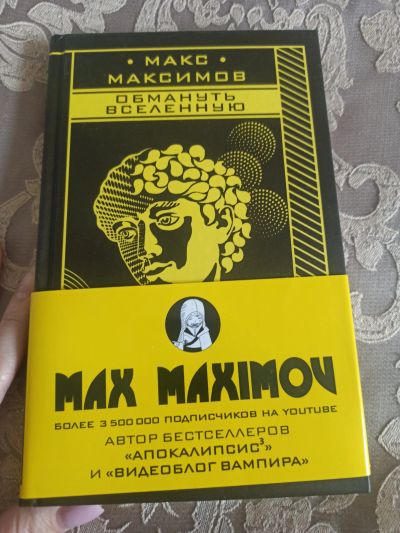 • МАКС •
МАКСИМОВ
ОБМАНУТЬ
ВСЕЛЕННУЮ
MAX MAXIMOV
БОЛЕЕ 3 500 000 ПОДПИСЧИКОВ НА YOUTUBE
АВТОР БЕСТСЕЛЛЕРОВ
«АПОКАЛИПСИС³»
И «ВИДЕОБЛОГ ВАМПИРА»